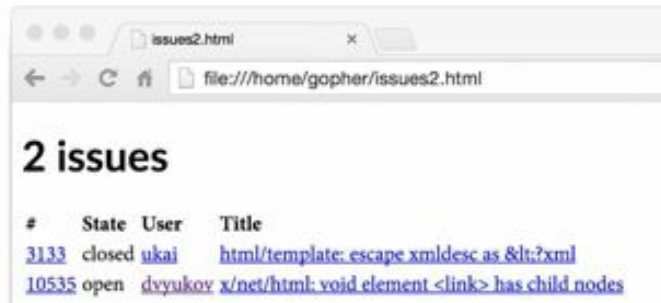 issues2.html
file:///home/gopher/issues2.html
2 issues
# State User Title
3133 closed ukai html/template: escape xmldesc as &lt;?xml
10535 open dvyukov x/net/html: void element <link> has child nodes